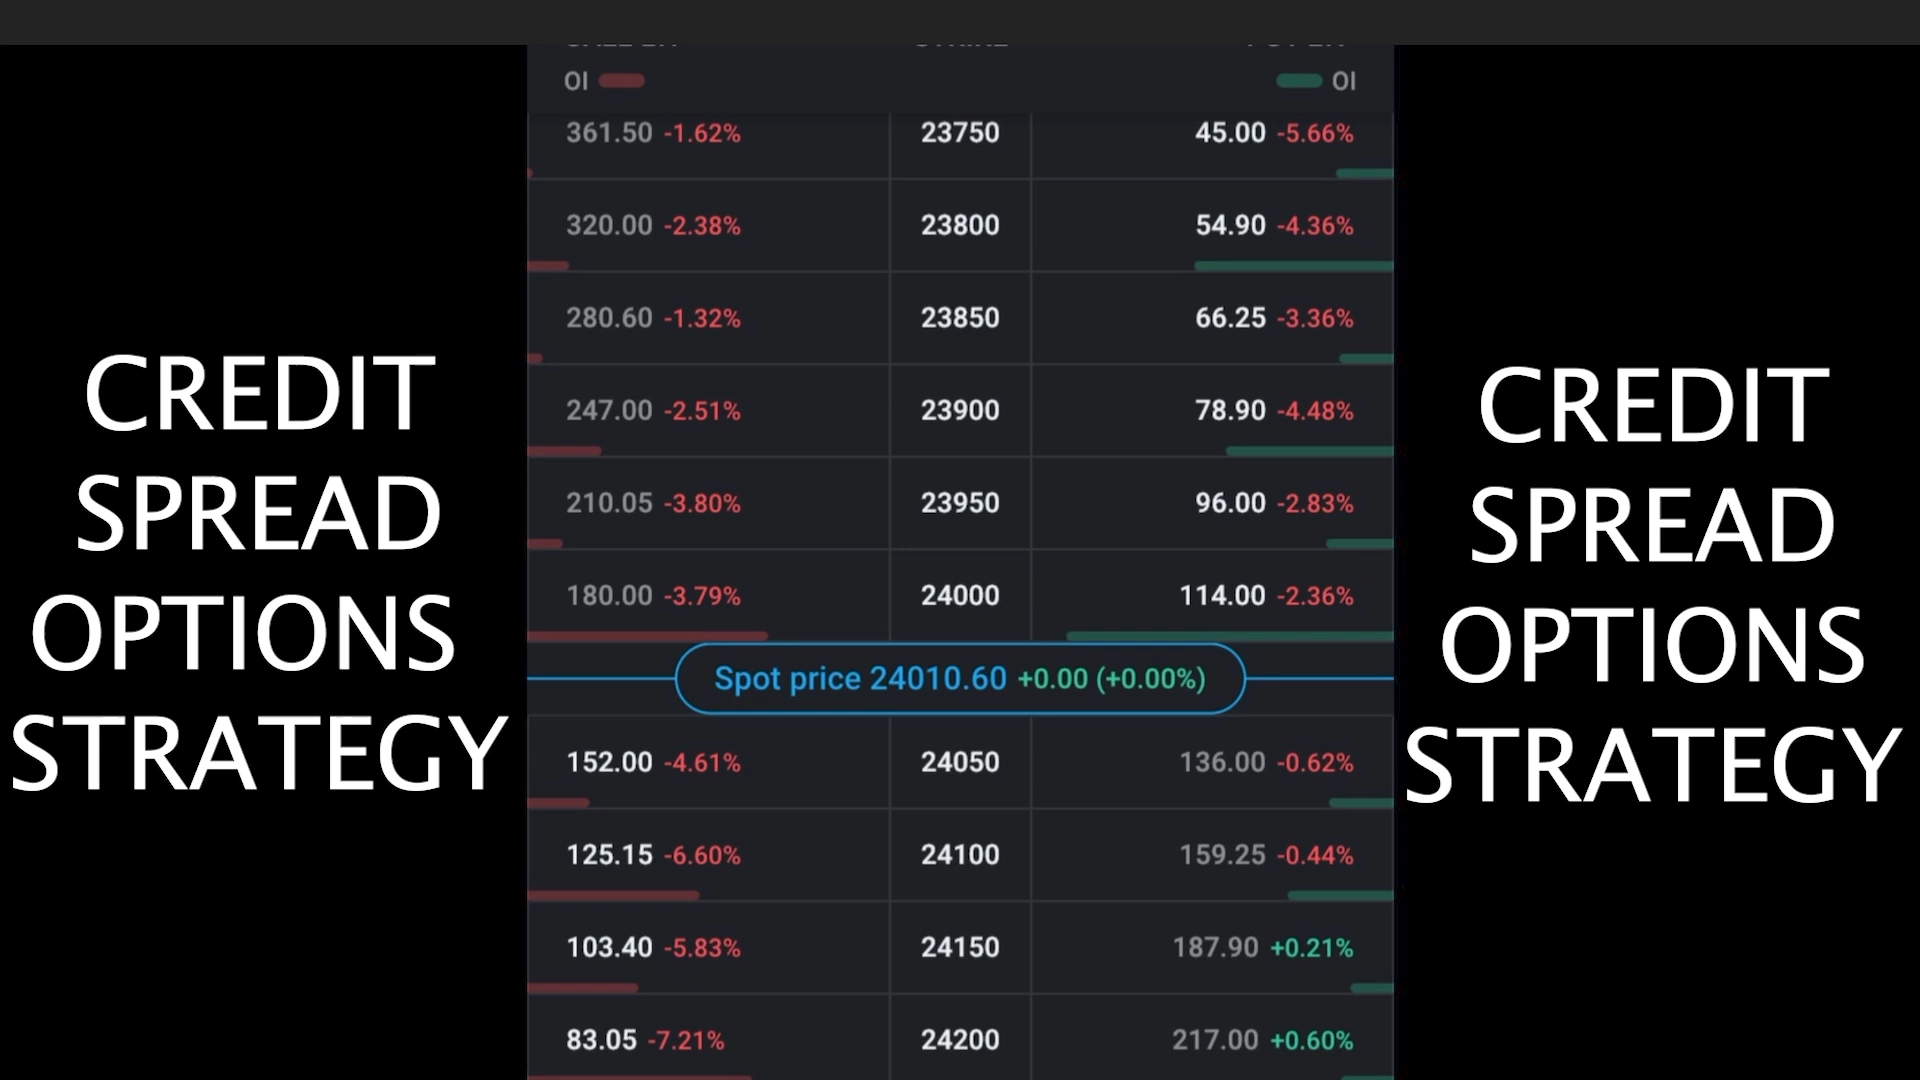 OI OI
361.50 -1.62% 23750 45.00 -5.66%
320.00 -2.38% 23800 54.90 -4.36%
280.60 -1.32% 23850 66.25 -3.36%
247.00 -2.51% 23900 78.90 -4.48%
210.05 -3.80% 23950 96.00 -2.83%
180.00 -3.79% 24000 114.00 -2.36%
Spot price 24010.60 +0.00 (+0.00%)
152.00 -4.61% 24050 136.00 -0.62%
125.15 -6.60% 24100 159.25 -0.44%
103.40 -5.83% 24150 187.90 +0.21%
83.05 -7.21% 24200 217.00 +0.60%
CREDIT
SPREAD
OPTIONS
STRATEGY
CREDIT
SPREAD
OPTIONS
STRATEGY